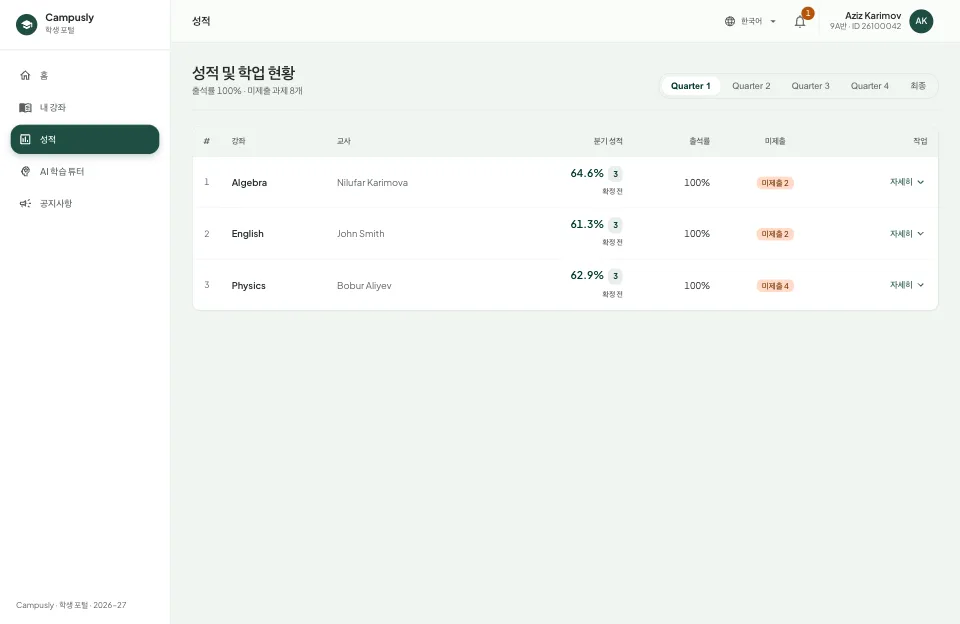 Campusly
학생 포털
홈
내 강좌
성적
AI 학습 튜터
공지사항
Campusly · 학생 포털 · 2026–27
성적
한국어
1
Aziz Karimov
9A반 · ID 26100042
AK
성적 및 학업 현황
출석률 100% · 미제출 과제 8개
Quarter 1 Quarter 2 Quarter 3 Quarter 4 최종
# 강좌 교사 분기 성적 출석률 미제출 작업
1 Algebra Nilufar Karimova 64.6% 3 100% 미제출 2 자세히
확정 전
2 English John Smith 61.3% 3 100% 미제출 2 자세히
확정 전
3 Physics Bobur Aliyev 62.9% 3 100% 미제출 4 자세히
확정 전